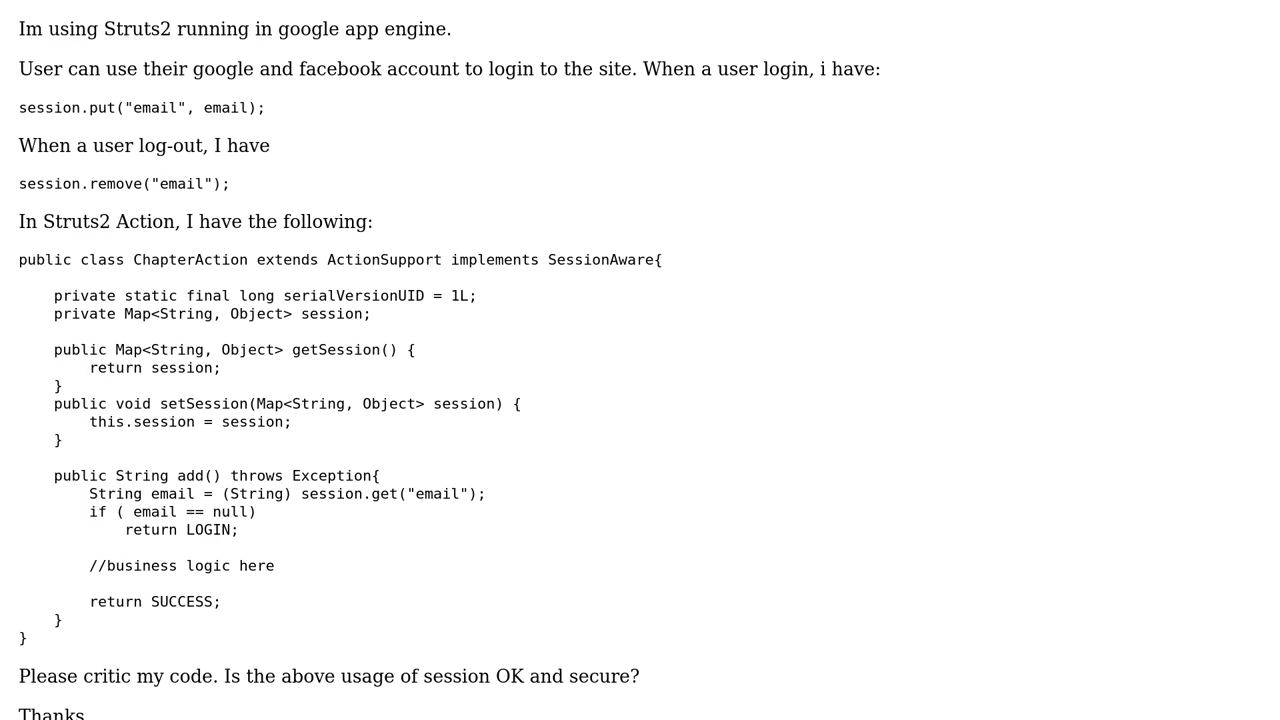 Im using Struts2 running in google app engine.
User can use their google and facebook account to login to the site. When a user login, i have:
session.put("email", email);
When a user log-out, I have
session.remove("email");
In Struts2 Action, I have the following:
public class ChapterAction extends ActionSupport implements SessionAware{
    private static final long serialVersionUID = 1L;
    private Map<String, Object> session;
    public Map<String, Object> getSession() {
        return session;
    }
    public void setSession(Map<String, Object> session) {
        this.session = session;
    }
    public String add() throws Exception{
        String email = (String) session.get("email");
        if ( email == null)
            return LOGIN;
        //business logic here
        return SUCCESS;
    }
}
Please critic my code. Is the above usage of session OK and secure?
Thanks